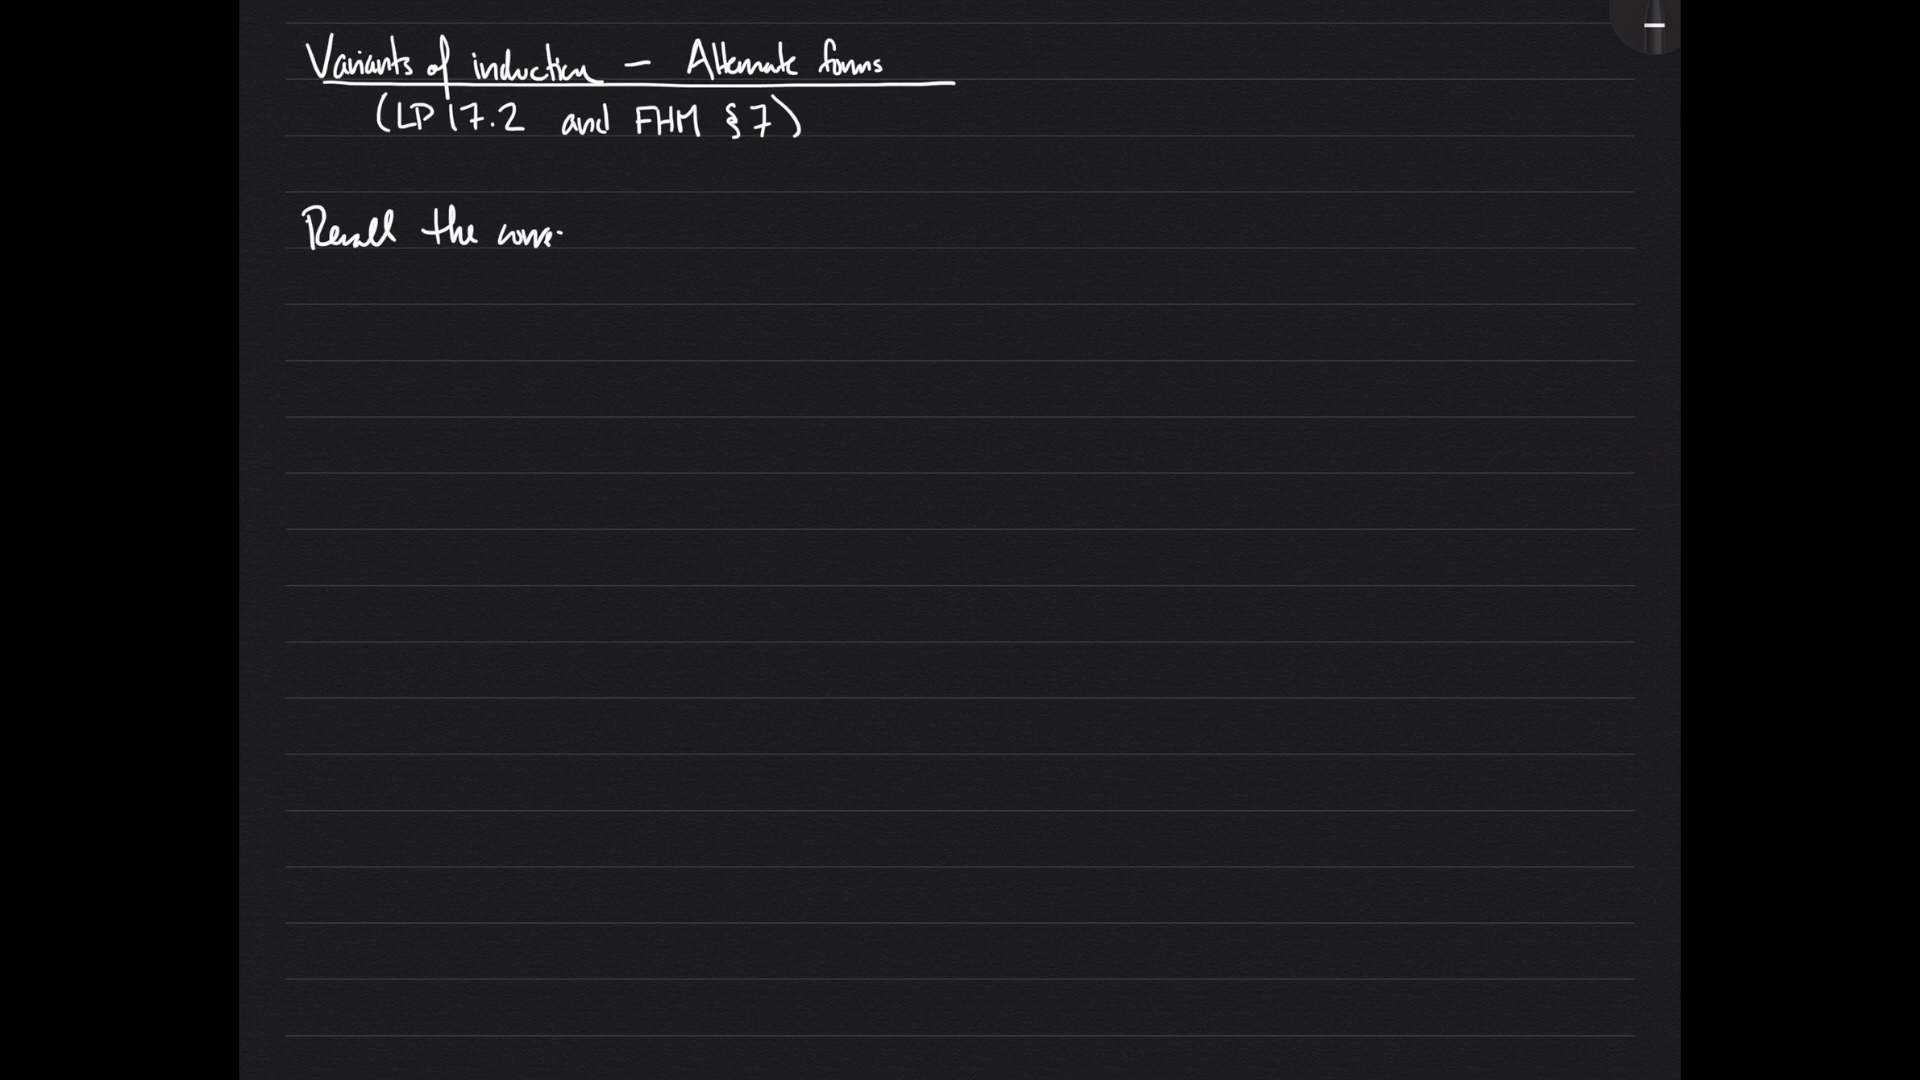 Variants of induction – Alternate forms
(LP 17.2 and FHM § 7)
Recall the